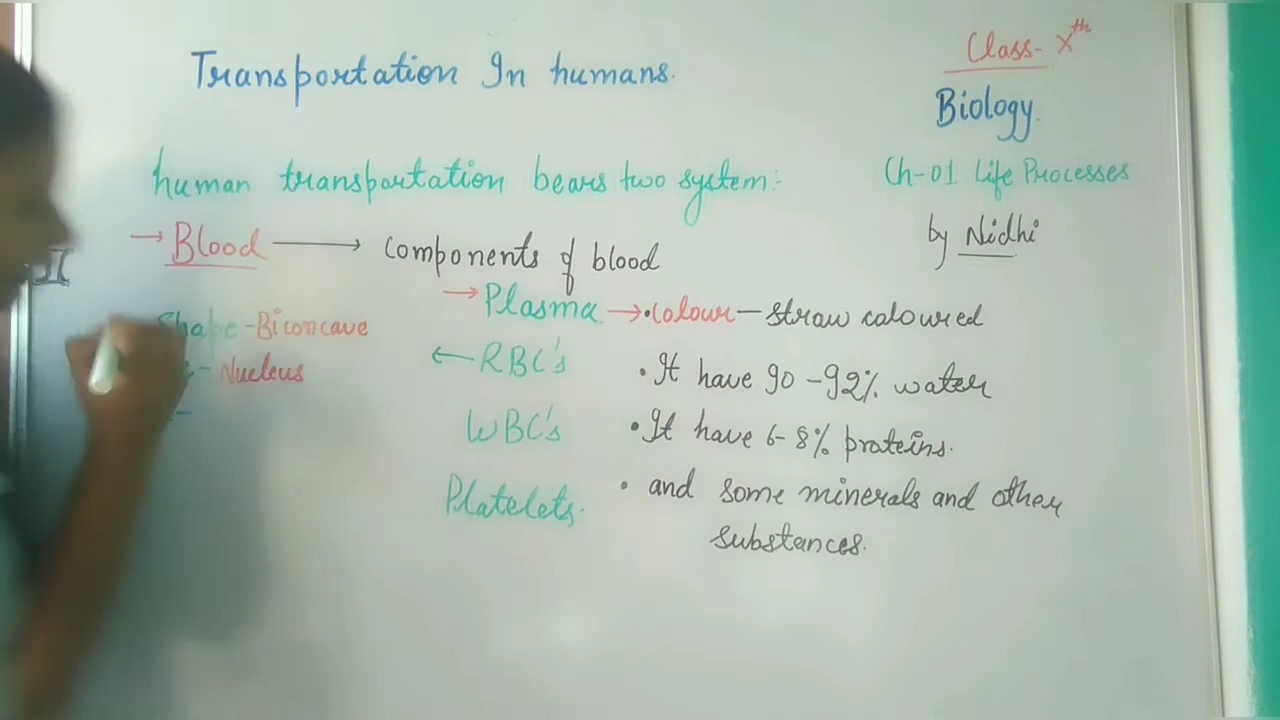 Transportation In humans.
Class- Xth
Biology.
Ch-01 Life Processes
by Nidhi
human transportation bears two system:-
→ Blood ⟶ components of blood
II
→ Plasma → • Colour – straw coloured
• It have 90 - 92% water
• It have 6-8% proteins.
• and some minerals and other
substances.
← RBC's
WBC's
Platelets.
Shape - Biconcave
- Nucleus
-